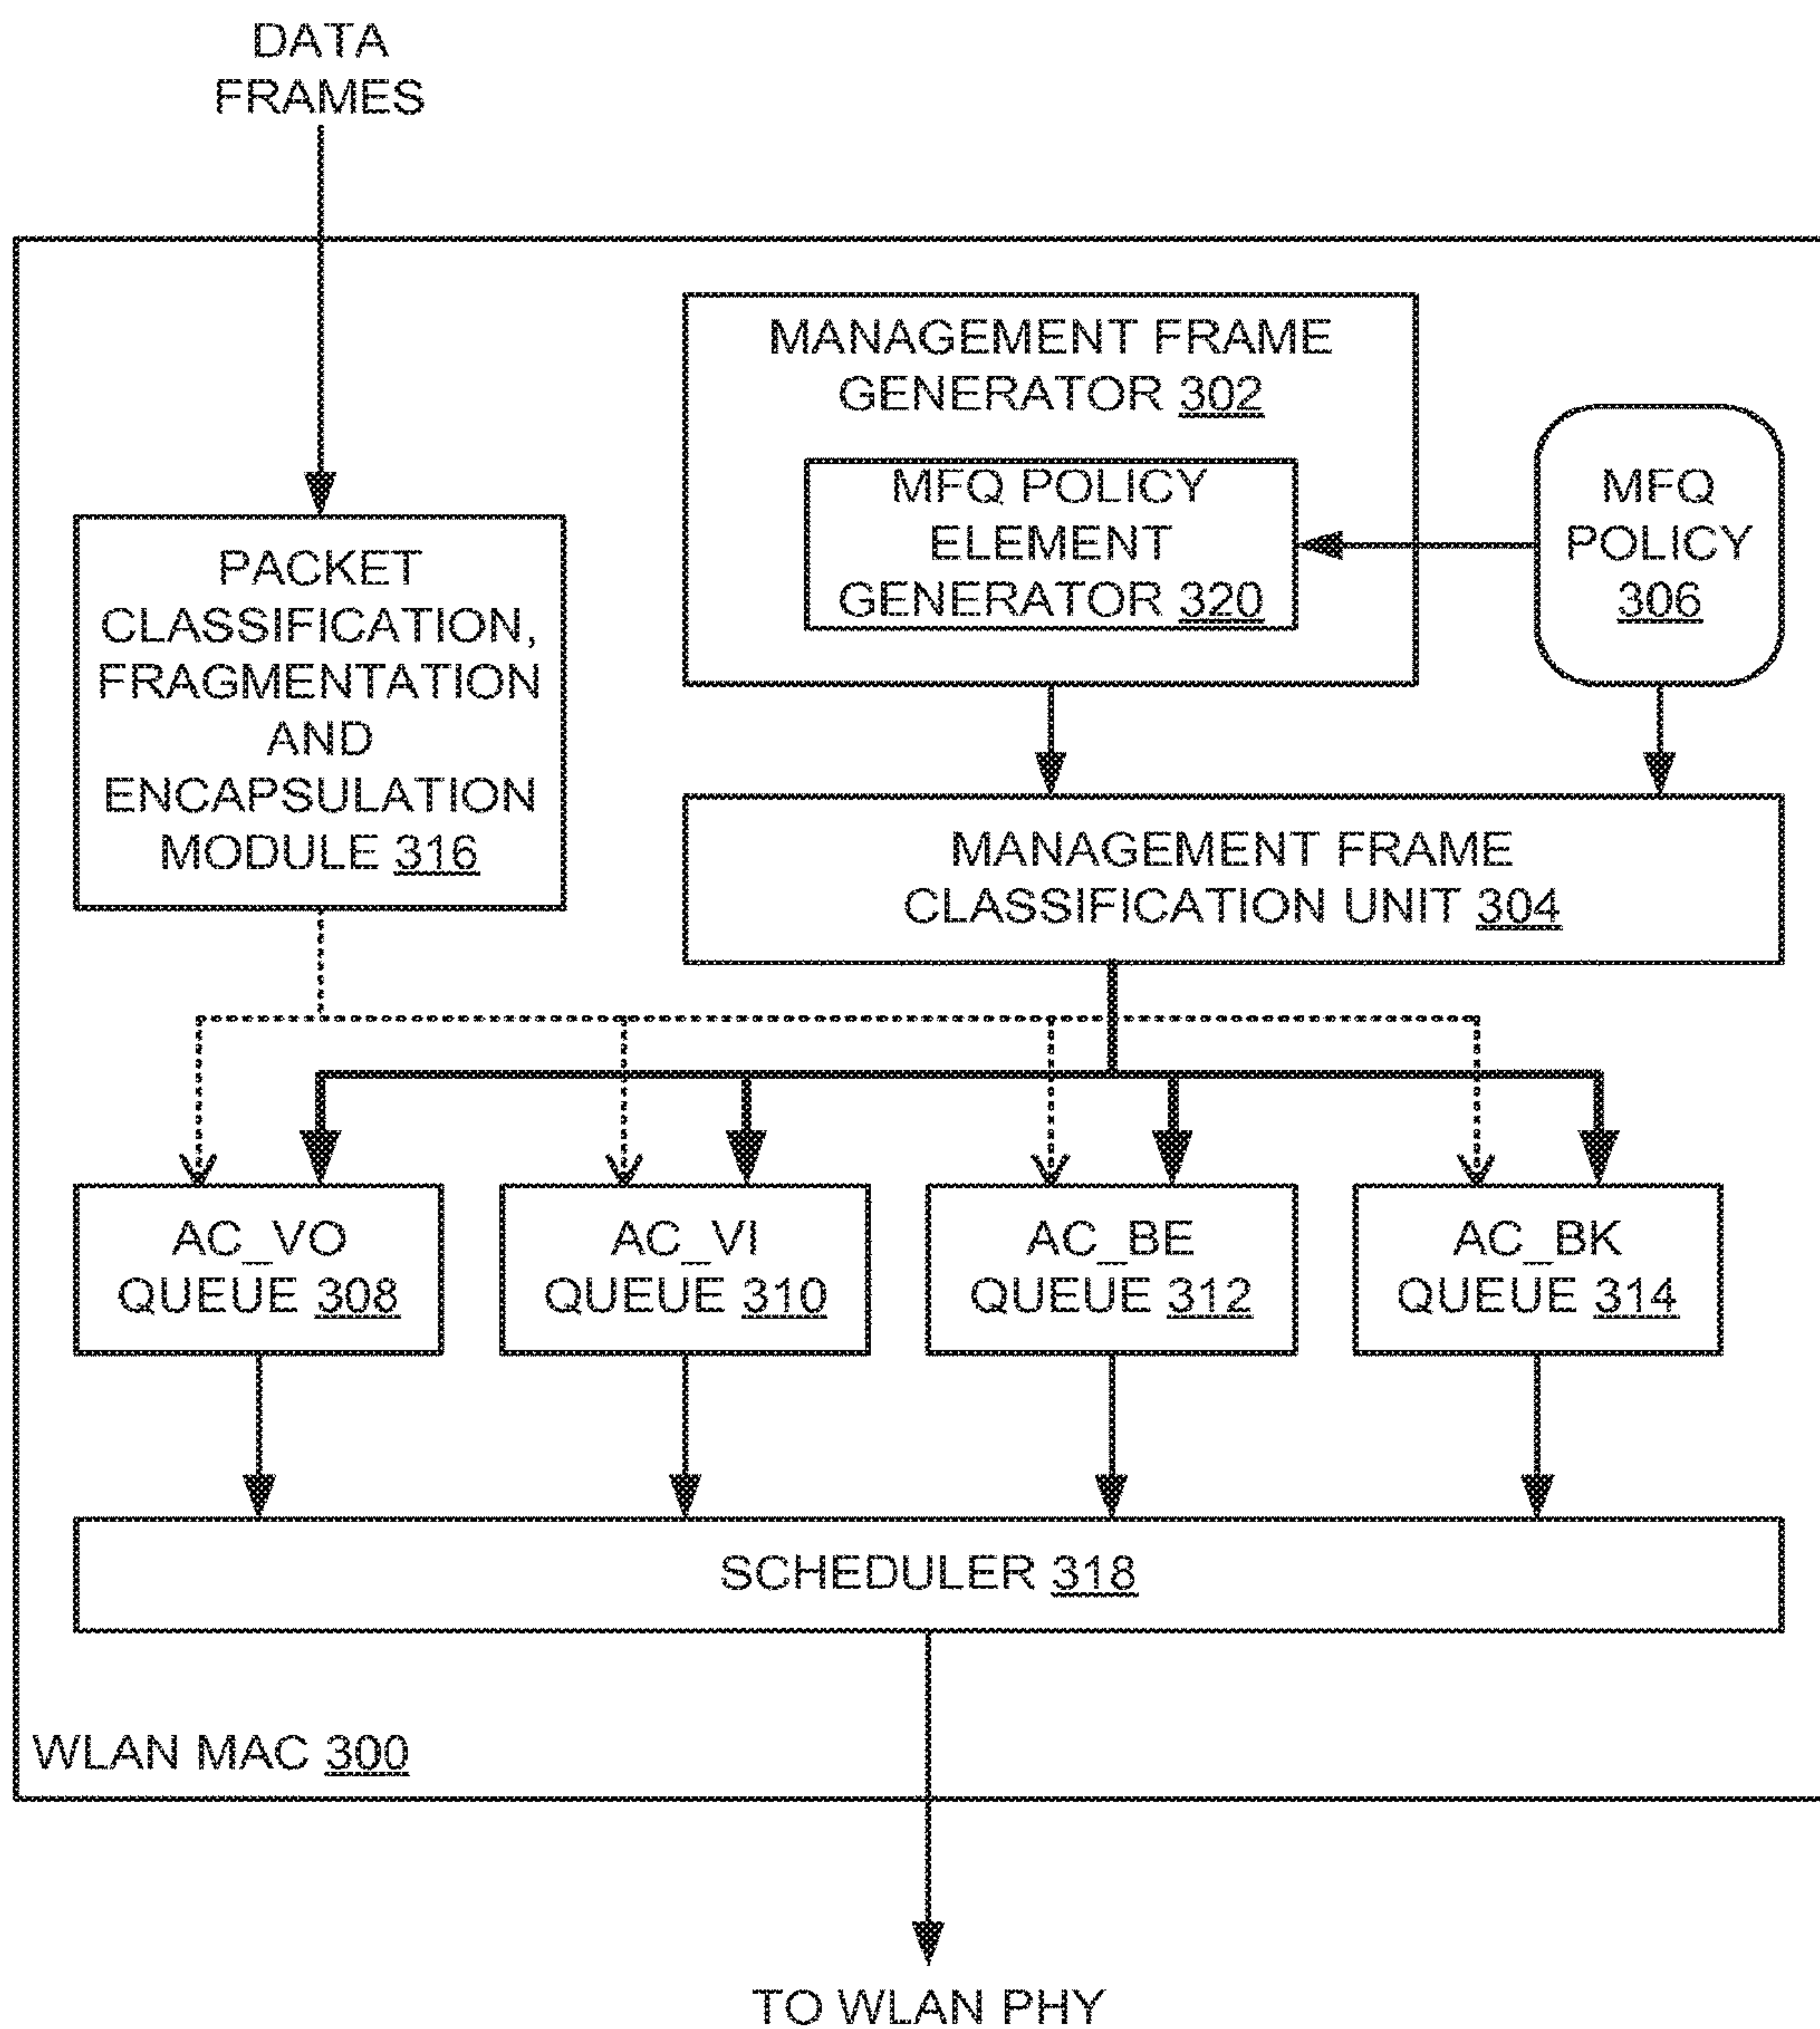 DATA
FRAMES
MANAGEMENT FRAME
GENERATOR 302
MFQ POLICY
ELEMENT
GENERATOR 320
MFQ
POLICY
306
PACKET
CLASSIFICATION,
FRAGMENTATION
AND
ENCAPSULATION
MODULE 316
MANAGEMENT FRAME
CLASSIFICATION UNIT 304
AC_VO
QUEUE 308
AC_VI
QUEUE 310
AC_BE
QUEUE 312
AC_BK
QUEUE 314
SCHEDULER 318
WLAN MAC 300
TO WLAN PHY